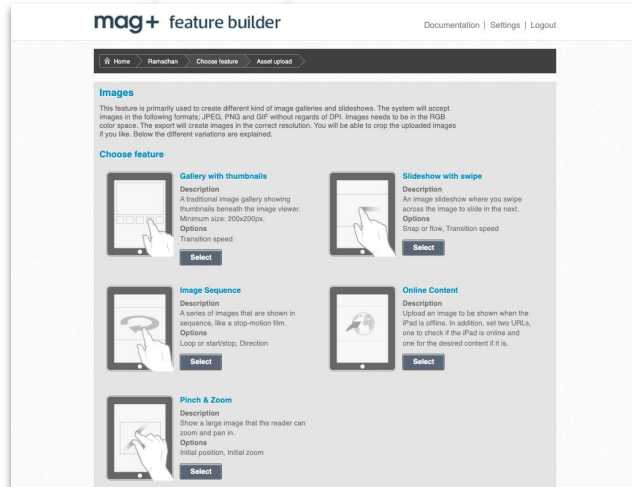 mag+ feature builder
Documentation | Settings | Logout
Home Ramadhan Choose feature Asset upload
Images
This feature is primarily used to create different kind of image galleries and slideshows. The system will accept
images in the following formats; JPEG, PNG and GIF without regards of DPI. Images needs to be in the RGB
color space. The export will create images in the correct resolution. You will be able to crop the uploaded images
if you like. Below the different variations are explained.
Choose feature
Gallery with thumbnails
Description
A traditional image gallery showing
thumbnails beneath the image viewer.
Minimum size: 200x200px.
Options
Transition speed
Select
Slideshow with swipe
Description
An image slideshow where you swipe
across the image to slide in the next.
Options
Snap or flow, Transition speed
Select
Image Sequence
Description
A series of images that are shown in
sequence, like a stop-motion film.
Options
Loop or start/stop, Direction
Select
Online Content
Description
Upload an image to be shown when the
iPad is offline. In addition, set two URLs,
one to check if the iPad is online and
one for the desired content if it is.
Select
Pinch & Zoom
Description
Show a large image that the reader can
zoom and pan in.
Options
Initial position, Initial zoom
Select